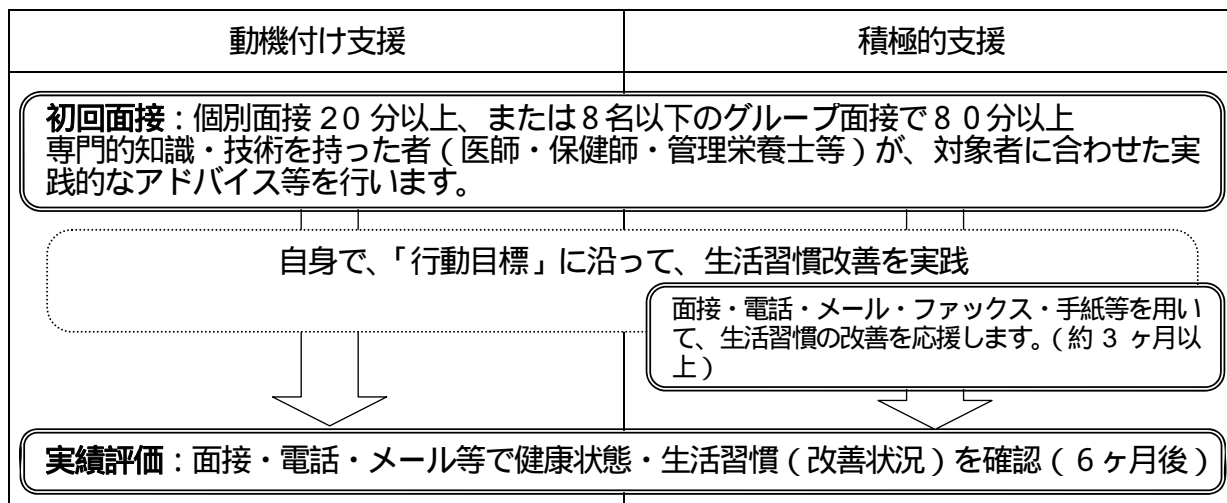 動機付け支援
積極的支援
初回面接：個別面接 20 分以上、または８名以下のグループ面接で８０分以上
専門的知識・技術を持った者（医師・保健師・管理栄養士等）が、対象者に合わせた実
践的なアドバイス等を行います。
自身で、「行動目標」に沿って、生活習慣改善を実践
面接・電話・メール・ファックス・手紙等を用い
て、生活習慣の改善を応援します。（約 3 ヶ月以
上）
実績評価：面接・電話・メール等で健康状態・生活習慣（改善状況）を確認（６ヶ月後）